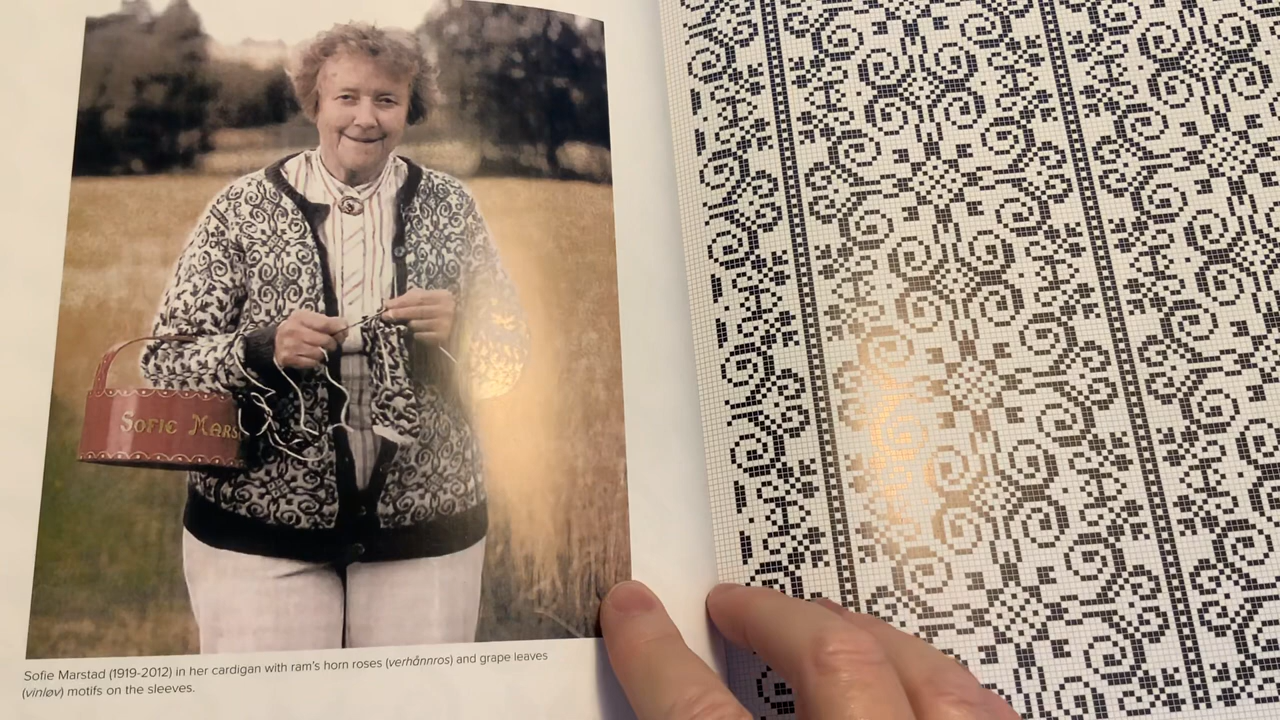 SOFIE MARS
Sofie Marstad (1919-2012) in her cardigan with ram's horn roses (verhånnros) and grape leaves
(vinløv) motifs on the sleeves.